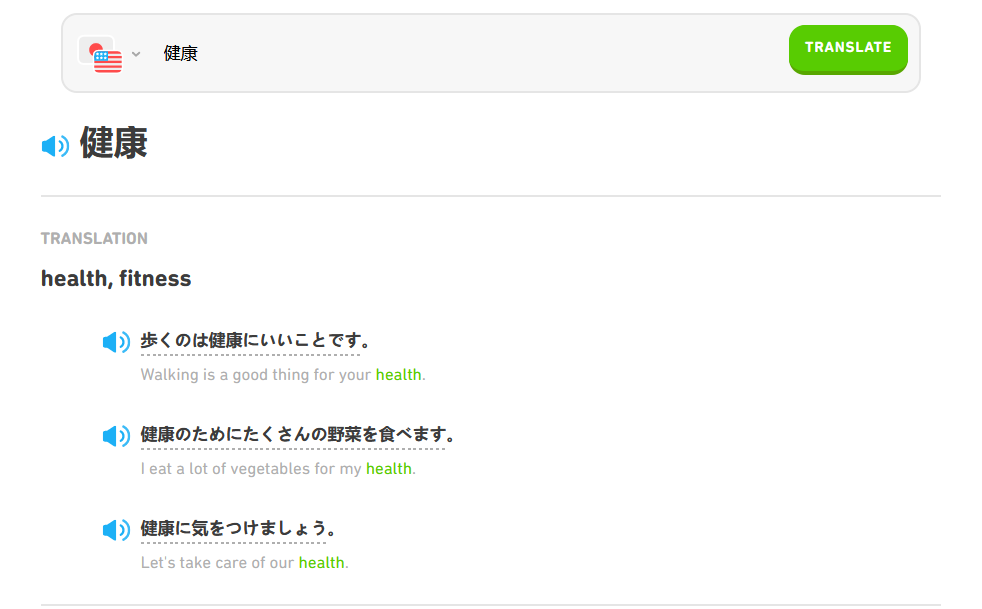 健康
TRANSLATE
健康
TRANSLATION
health, fitness
歩くのは健康にいいことです。
Walking is a good thing for your health.
健康のためにたくさんの野菜を食べます。
I eat a lot of vegetables for my health.
健康に気をつけましょう。
Let's take care of our health.